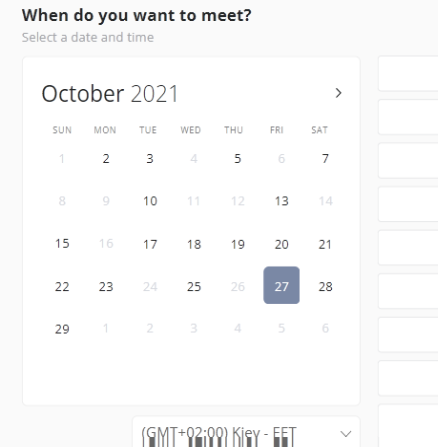 When do you want to meet?
Select a date and time
October 2021
SUN MON TUE WED THU FRI SAT
1 2 3 4 5 6 7
8 9 10 11 12 13 14
15 16 17 18 19 20 21
22 23 24 25 26 27 28
29 1 2 3 4 5 6
(GMT+02:00) Kiev - EET